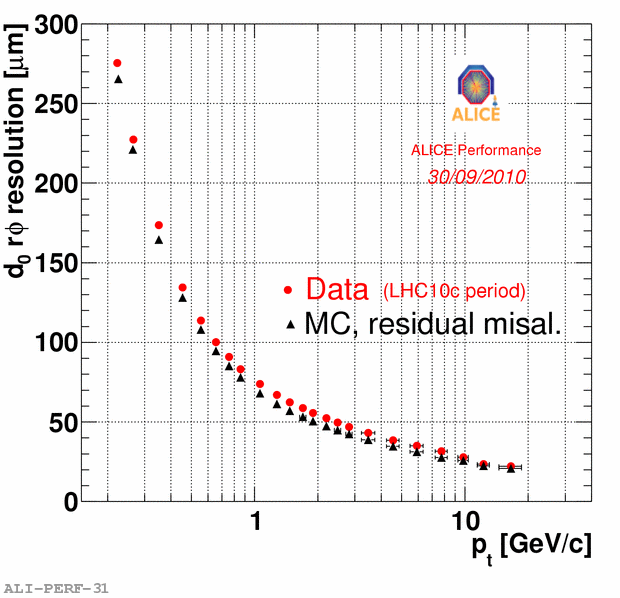 300
250
200
150
100
50
0
d₀ rϕ resolution [μm]
ALICE
ALICE Performance
30/09/2010
Data (LHC10c period)
MC, residual misal.
1
10
pₜ [GeV/c]
ALI-PERF-31